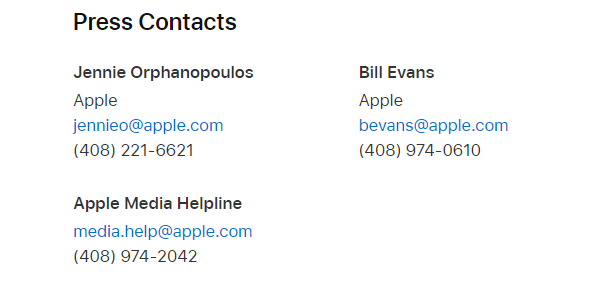 Press Contacts
Jennie Orphanopoulos
Apple
jennieo@apple.com
(408) 221-6621
Bill Evans
Apple
bevans@apple.com
(408) 974-0610
Apple Media Helpline
media.help@apple.com
(408) 974-2042